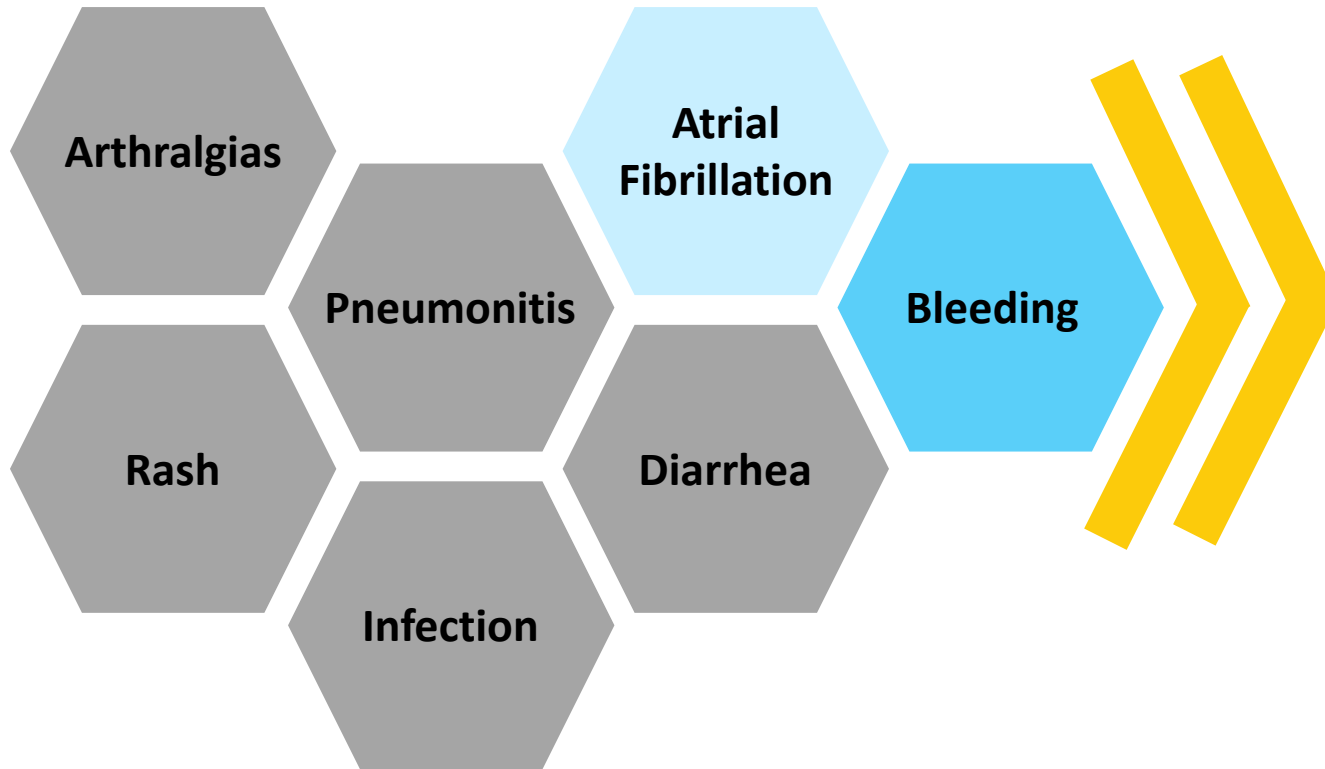 Arthralgias
Atrial
Fibrillation
Pneumonitis
Bleeding
Rash
Diarrhea
Infection